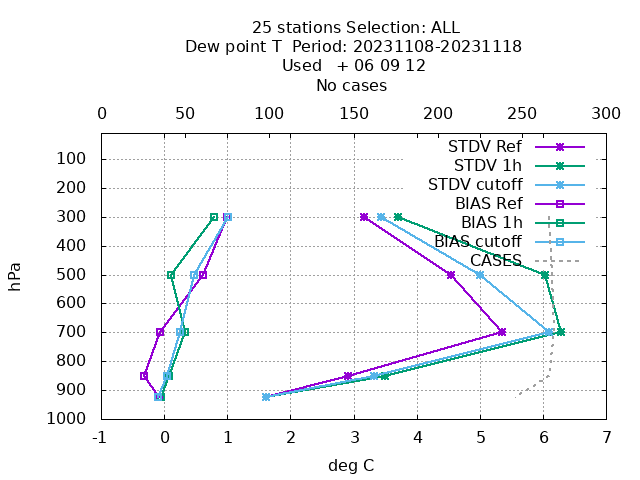 25 stations Selection: ALL
Dew point T  Period: 20231108-20231118
Used   + 06 09 12
No cases
0 50 100 150 200 250 300
STDV Ref
STDV 1h
STDV cutoff
BIAS Ref
BIAS 1h
BIAS cutoff
CASES
hPa
100
200
300
400
500
600
700
800
900
1000
-1 0 1 2 3 4 5 6 7
deg C